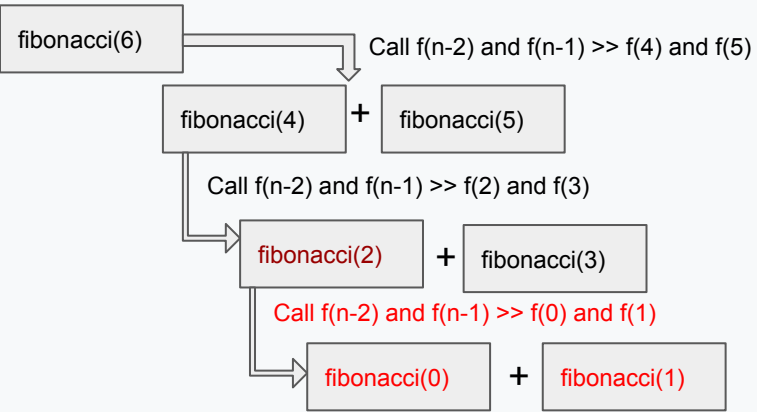 fibonacci(6)
Call f(n-2) and f(n-1) >> f(4) and f(5)
fibonacci(4) + fibonacci(5)
Call f(n-2) and f(n-1) >> f(2) and f(3)
fibonacci(2) + fibonacci(3)
Call f(n-2) and f(n-1) >> f(0) and f(1)
fibonacci(0) + fibonacci(1)